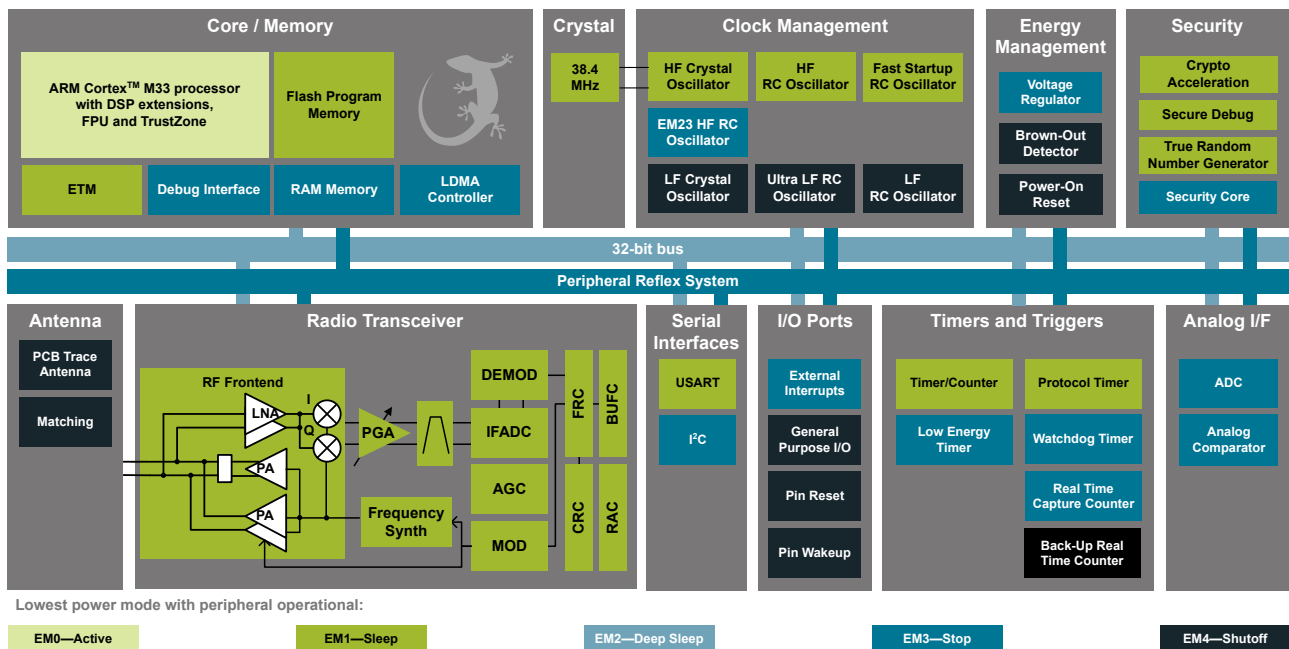 Core / Memory
ARM Cortex™ M33 processor
with DSP extensions,
FPU and TrustZone
Flash Program
Memory
ETM
Debug Interface
RAM Memory
LDMA
Controller
Crystal
38.4
MHz
Clock Management
HF Crystal
Oscillator
HF
RC Oscillator
Fast Startup
RC Oscillator
EM23 HF RC
Oscillator
LF Crystal
Oscillator
Ultra LF RC
Oscillator
LF
RC Oscillator
Energy
Management
Voltage
Regulator
Brown-Out
Detector
Power-On
Reset
Security
Crypto
Acceleration
Secure Debug
True Random
Number Generator
Security Core
32-bit bus
Peripheral Reflex System
Antenna
PCB Trace
Antenna
Matching
Radio Transceiver
RF Frontend
LNA
I
Q
PA
PA
PGA
Frequency
Synth
DEMOD
IFADC
AGC
MOD
FRC
BUFC
CRC
RAC
Serial
Interfaces
USART
I²C
I/O Ports
External
Interrupts
General
Purpose I/O
Pin Reset
Pin Wakeup
Timers and Triggers
Timer/Counter
Protocol Timer
Low Energy
Timer
Watchdog Timer
Real Time
Capture Counter
Back-Up Real
Time Counter
Analog I/F
ADC
Analog
Comparator
Lowest power mode with peripheral operational:
EM0—Active
EM1—Sleep
EM2—Deep Sleep
EM3—Stop
EM4—Shutoff